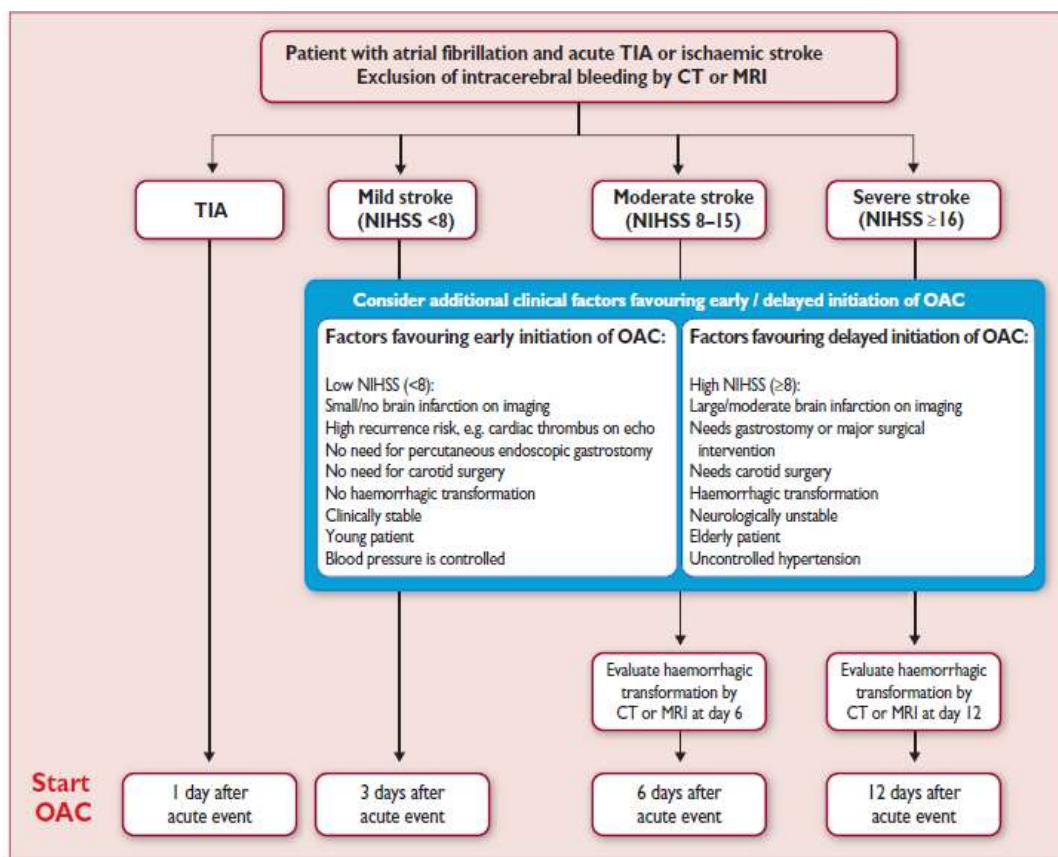 Patient with atrial fibrillation and acute TIA or ischaemic stroke
Exclusion of intracerebral bleeding by CT or MRI
TIA
Mild stroke
(NIHSS <8)
Moderate stroke
(NIHSS 8–15)
Severe stroke
(NIHSS ≥16)
Consider additional clinical factors favouring early / delayed initiation of OAC
Factors favouring early initiation of OAC:
Low NIHSS (<8):
Small/no brain infarction on imaging
High recurrence risk, e.g. cardiac thrombus on echo
No need for percutaneous endoscopic gastrostomy
No need for carotid surgery
No haemorrhagic transformation
Clinically stable
Young patient
Blood pressure is controlled
Factors favouring delayed initiation of OAC:
High NIHSS (≥8):
Large/moderate brain infarction on imaging
Needs gastrostomy or major surgical
intervention
Needs carotid surgery
Haemorrhagic transformation
Neurologically unstable
Elderly patient
Uncontrolled hypertension
Evaluate haemorrhagic
transformation by
CT or MRI at day 6
Evaluate haemorrhagic
transformation by
CT or MRI at day 12
Start
OAC
1 day after
acute event
3 days after
acute event
6 days after
acute event
12 days after
acute event